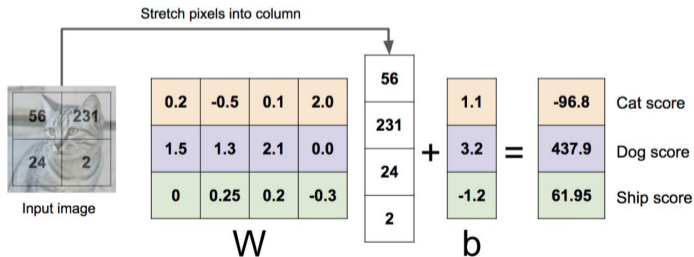 Stretch pixels into column
56 231
24 2
Input image
0.2 -0.5 0.1 2.0
1.5 1.3 2.1 0.0
0 0.25 0.2 -0.3
W
56
231
24
2
+
1.1
3.2
-1.2
b
=
-96.8 Cat score
437.9 Dog score
61.95 Ship score